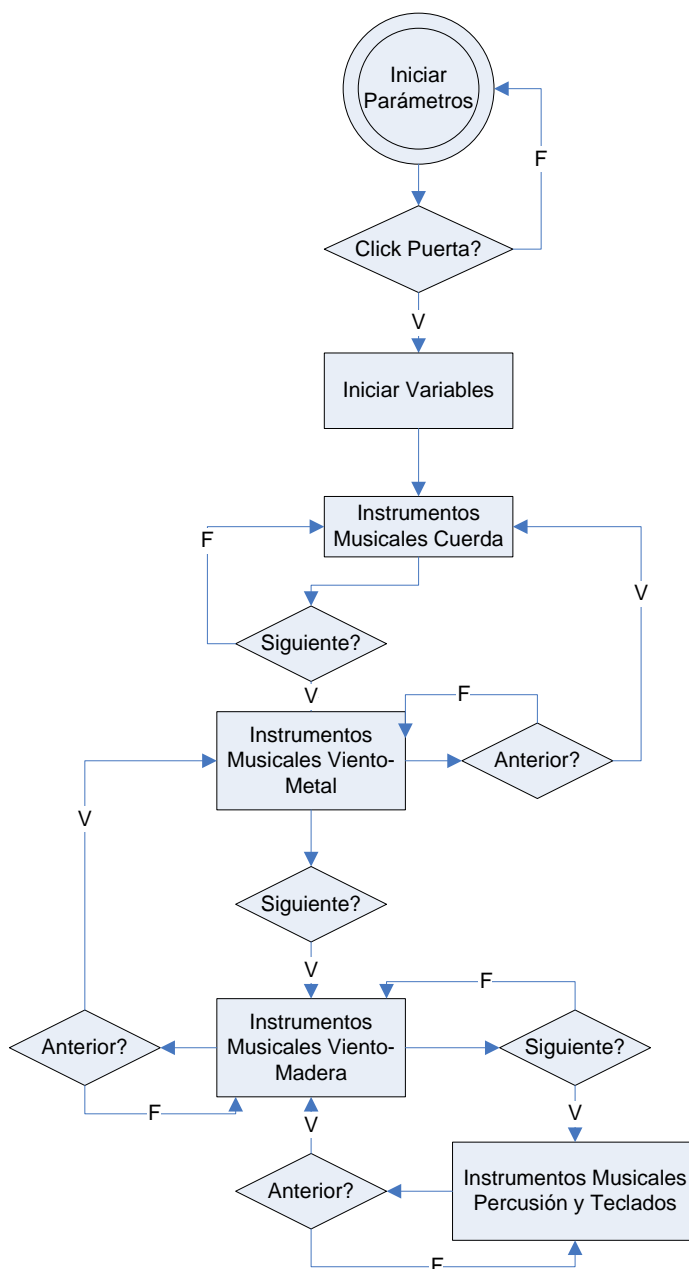 Iniciar
Parámetros
F
Click Puerta?
V
Iniciar Variables
Instrumentos
Musicales Cuerda
F
V
Siguiente?
V
F
Instrumentos
Musicales Viento-
Metal
Anterior?
V
Siguiente?
V
F
Instrumentos
Musicales Viento-
Madera
Anterior?
Siguiente?
F
V
V
Instrumentos Musicales
Percusión y Teclados
Anterior?
F